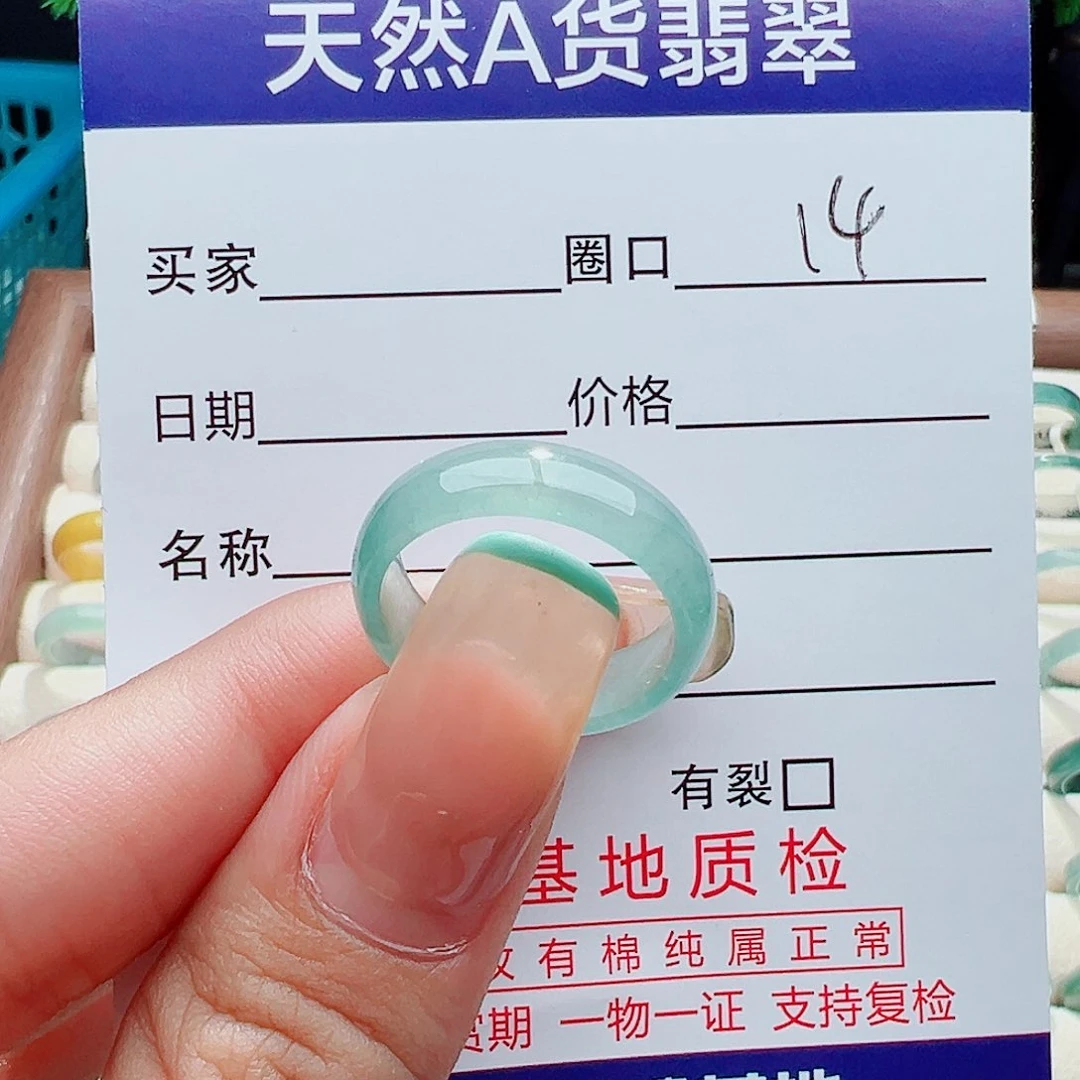 天然A货翡翠
买家 圈口 14
日期 价格
名称
有裂□
基地质检
有棉纯属正常
期 一物一证 支持复检